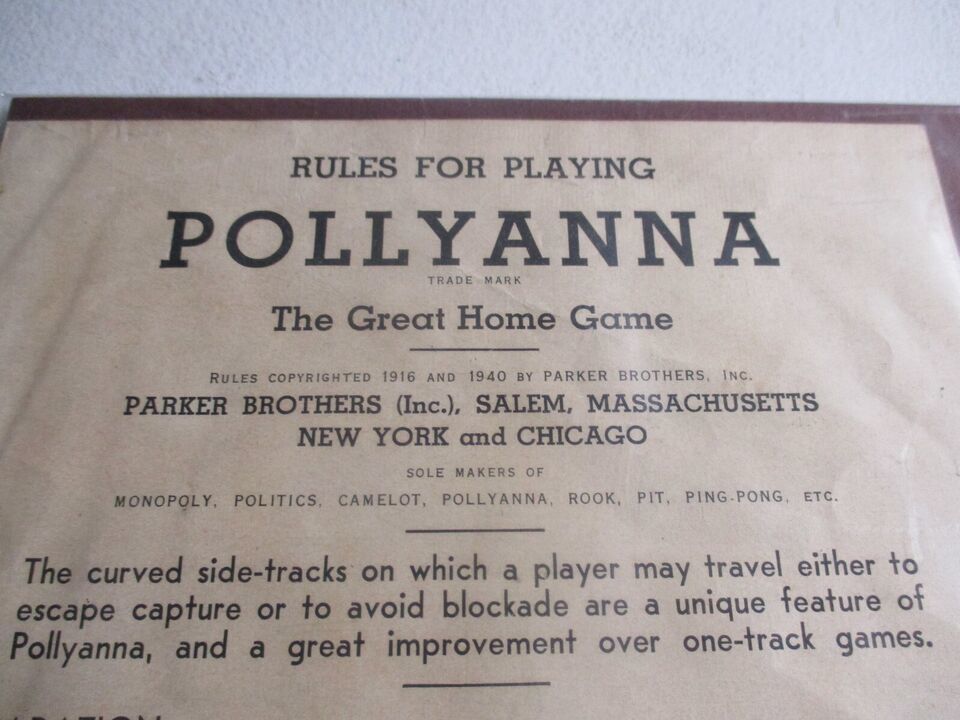 RULES FOR PLAYING
POLLYANNA
TRADE MARK
The Great Home Game
RULES COPYRIGHTED 1916 AND 1940 BY PARKER BROTHERS, INC.
PARKER BROTHERS (Inc.), SALEM, MASSACHUSETTS
NEW YORK and CHICAGO
SOLE MAKERS OF
MONOPOLY, POLITICS, CAMELOT, POLLYANNA, ROOK, PIT, PING-PONG, ETC.
The curved side-tracks on which a player may travel either to
escape capture or to avoid blockade are a unique feature of
Pollyanna, and a great improvement over one-track games.